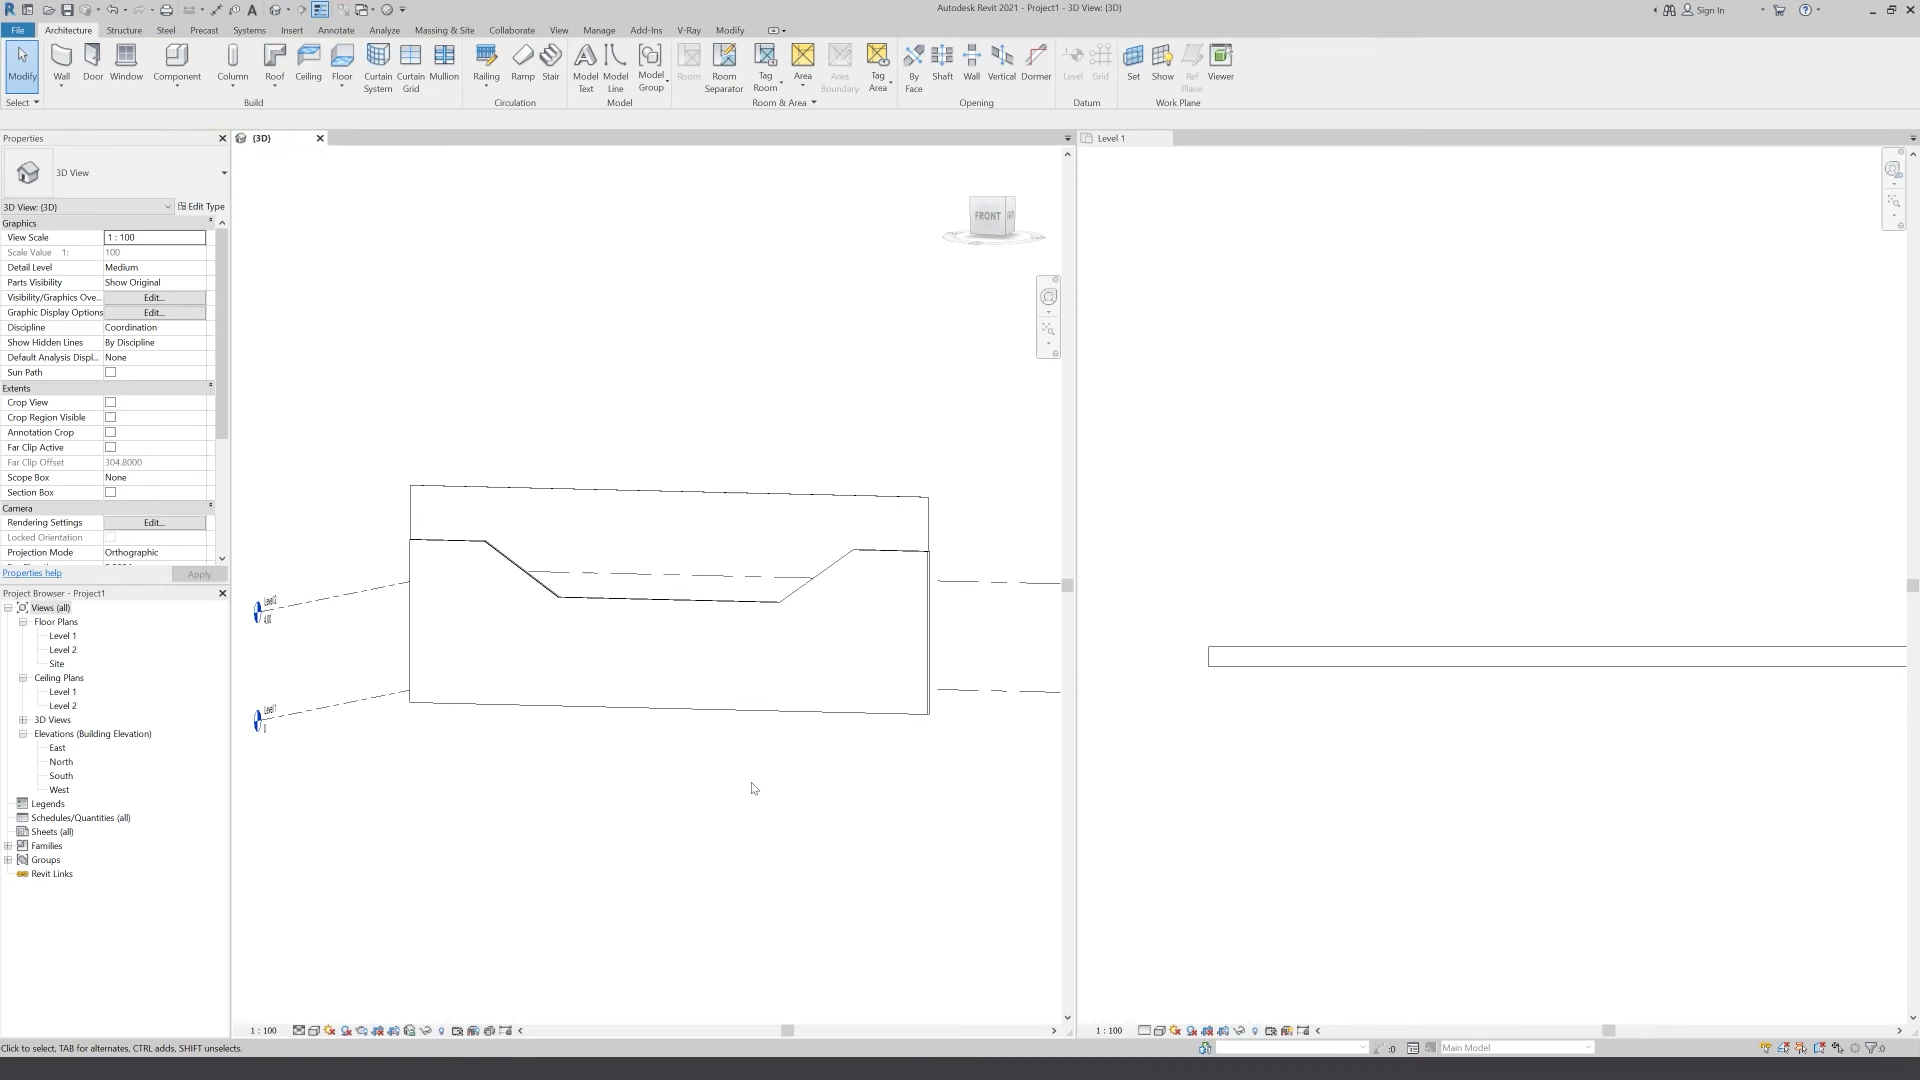 Autodesk Revit 2021 - Project1 - 3D View: {3D}
Sign In
File Architecture Structure Steel Precast Systems Insert Annotate Analyze Massing & Site Collaborate View Manage Add-Ins V-Ray Modify
Modify Wall Door Window Component Column Roof Ceiling Floor Curtain System Curtain Grid Mullion Railing Ramp Stair Model Text Model Line Model Group Room Room Separator Tag Room Area Area Boundary Tag Area By Face Shaft Wall Vertical Dormer Level Grid Set Show Ref Plane Viewer
Select Build Circulation Model Room & Area Opening Datum Work Plane
Properties
{3D}
Level 1
3D View
3D View: {3D}
Edit Type
Graphics
View Scale 1 : 100
Scale Value 1: 100
Detail Level Medium
Parts Visibility Show Original
Visibility/Graphics Ove... Edit...
Graphic Display Options Edit...
Discipline Coordination
Show Hidden Lines By Discipline
Default Analysis Displ... None
Sun Path
Extents
Crop View
Crop Region Visible
Annotation Crop
Far Clip Active
Far Clip Offset 304.8000
Scope Box None
Section Box
Camera
Rendering Settings Edit...
Locked Orientation
Projection Mode Orthographic
Properties help
Apply
Project Browser - Project1
Views (all)
Floor Plans
Level 1
Level 2
Site
Ceiling Plans
Level 1
Level 2
3D Views
Elevations (Building Elevation)
East
North
South
West
Legends
Schedules/Quantities (all)
Sheets (all)
Families
Groups
Revit Links
FRONT
Level 2
4.00
Level 1
1 : 100
1 : 100
Click to select, TAB for alternates, CTRL adds, SHIFT unselects.
:0
Main Model
:0